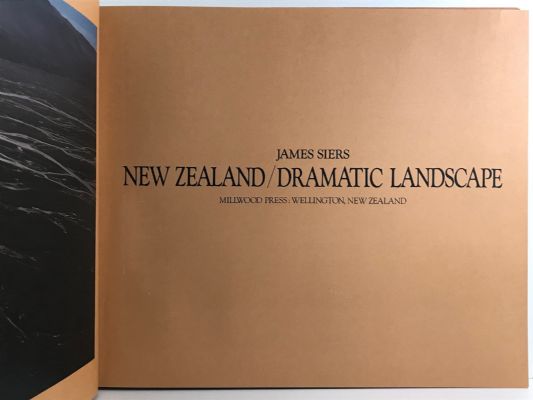 JAMES SIERS
NEW ZEALAND/DRAMATIC LANDSCAPE
MILLWOOD PRESS: WELLINGTON, NEW ZEALAND